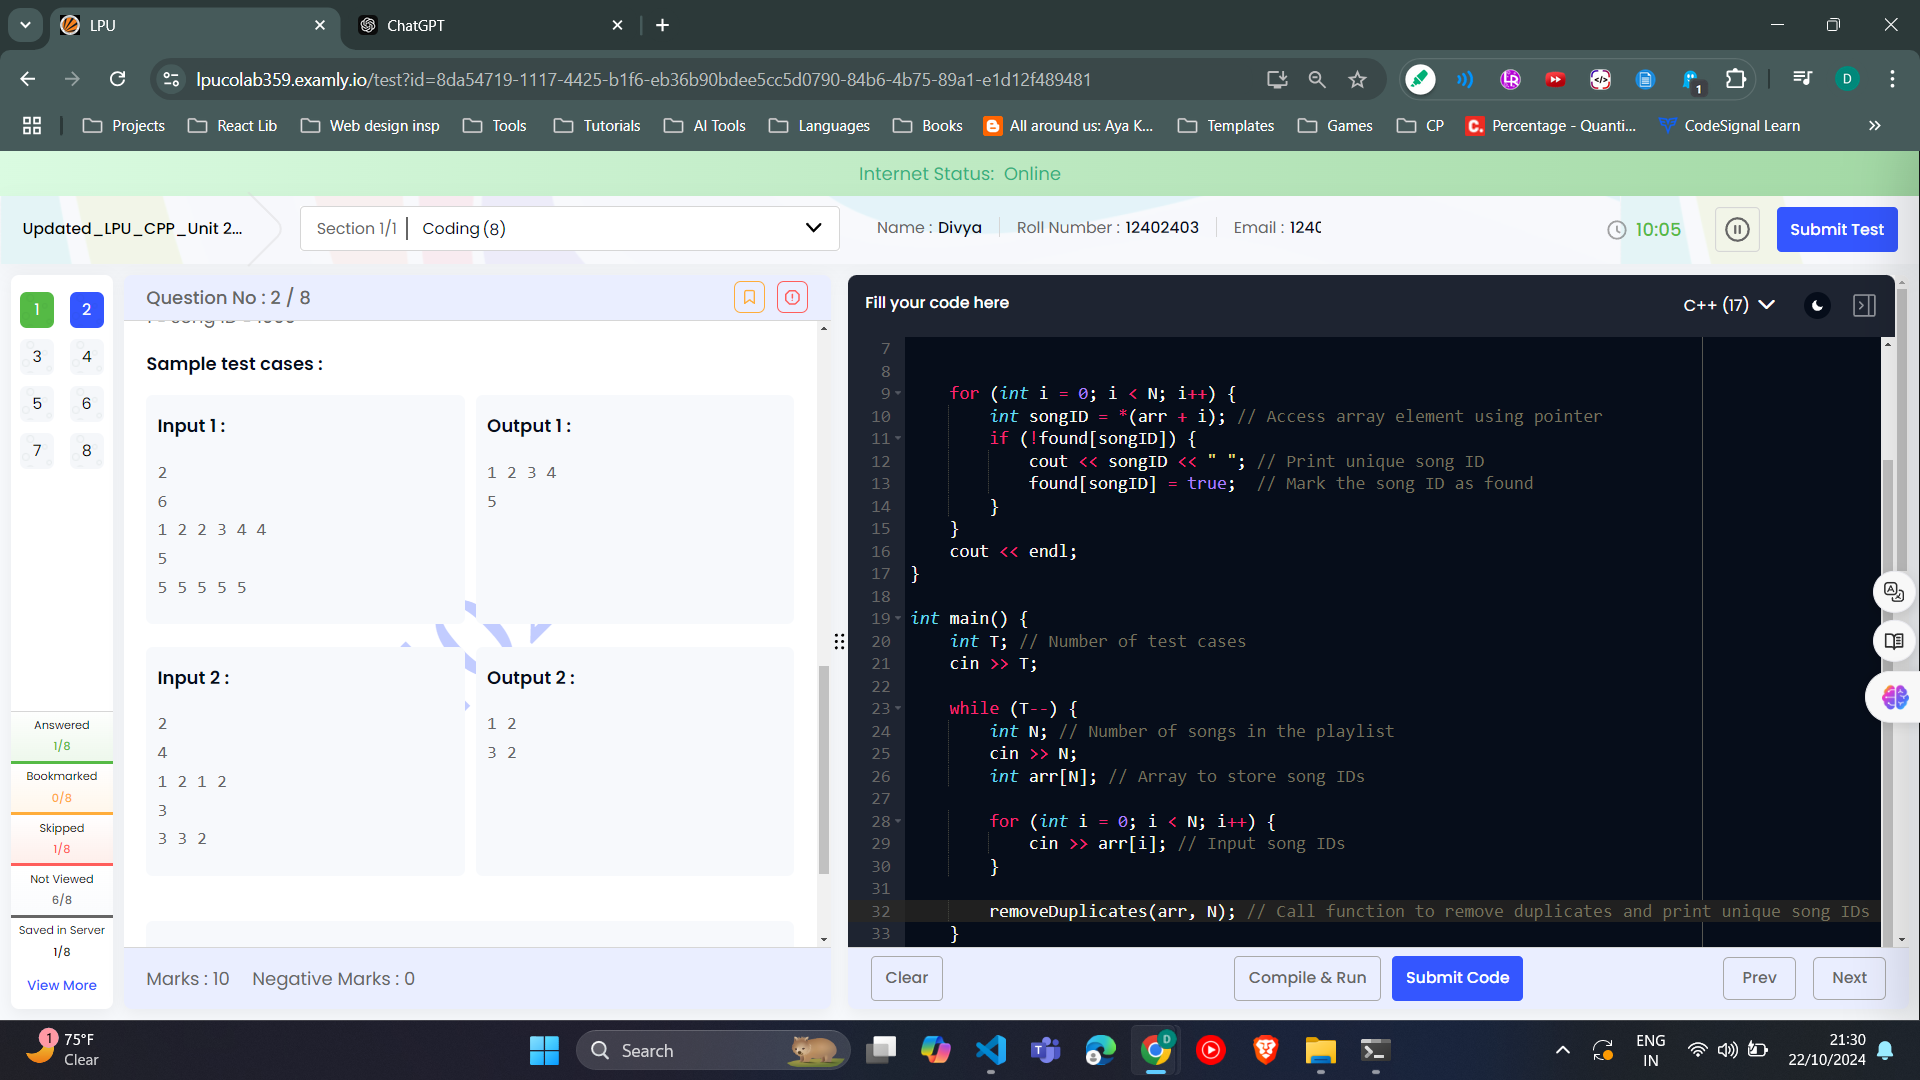 LPU
ChatGPT
lpucolab359.examly.io/test?id=8da54719-1117-4425-b1f6-eb36b90bdee5cc5d0790-84b6-4b75-89a1-e1d12f489481
1
D
Projects
React Lib
Web design insp
Tools
Tutorials
AI Tools
Languages
Books
All around us: Aya K...
Templates
Games
CP
Percentage - Quanti...
CodeSignal Learn
Internet Status: Online
Updated_LPU_CPP_Unit 2...
Section 1/1 | Coding (8)
Name : Divya
Roll Number : 12402403
Email : 1240
10:05
Submit Test
1 2
3 4
5 6
7 8
Answered
1/8
Bookmarked
0/8
Skipped
1/8
Not Viewed
6/8
Saved in Server
1/8
View More
Question No : 2 / 8
Sample test cases :
Input 1 :
2
6
1 2 2 3 4 4
5
5 5 5 5 5
Output 1 :
1 2 3 4
5
Input 2 :
2
4
1 2 1 2
3
3 3 2
Output 2 :
1 2
3 2
Marks : 10
Negative Marks : 0
Fill your code here
C++ (17)
7
8
9 for (int i = 0; i < N; i++) {
10 int songID = *(arr + i); // Access array element using pointer
11 if (!found[songID]) {
12 cout << songID << " "; // Print unique song ID
13 found[songID] = true; // Mark the song ID as found
14 }
15 }
16 cout << endl;
17 }
18
19 int main() {
20 int T; // Number of test cases
21 cin >> T;
22
23 while (T--) {
24 int N; // Number of songs in the playlist
25 cin >> N;
26 int arr[N]; // Array to store song IDs
27
28 for (int i = 0; i < N; i++) {
29 cin >> arr[i]; // Input song IDs
30 }
31
32 removeDuplicates(arr, N); // Call function to remove duplicates and print unique song IDs
33 }
Clear
Compile & Run
Submit Code
Prev
Next
1
75°F
Clear
Search
D
ENG
IN
21:30
22/10/2024